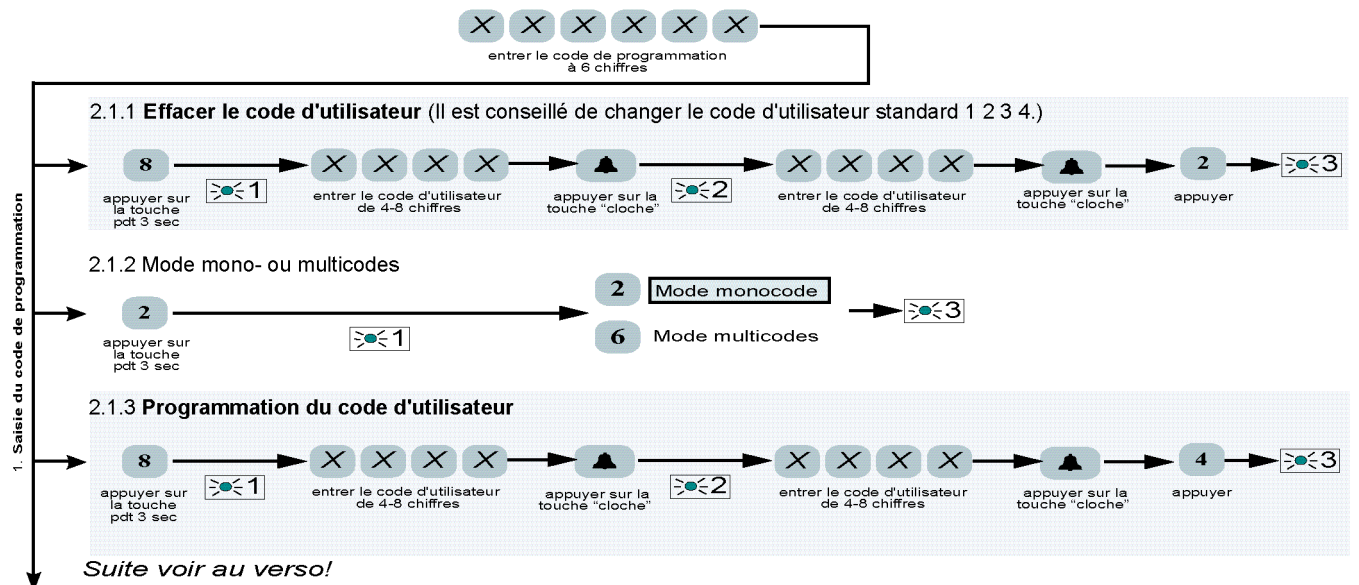 X X X X X X
entrer le code de programmation
à 6 chiffres
1. Saisie du code de programmation
2.1.1 Effacer le code d'utilisateur (Il est conseillé de changer le code d'utilisateur standard 1 2 3 4.)
8 1 X X X X 2 X X X X 2 3
appuyer sur
la touche
pdt 3 sec
entrer le code d'utilisateur
de 4-8 chiffres
appuyer sur la
touche “cloche”
entrer le code d'utilisateur
de 4-8 chiffres
appuyer sur la
touche “cloche”
appuyer
2.1.2 Mode mono- ou multicodes
2
appuyer sur
la touche
pdt 3 sec
1
2 Mode monocode
6 Mode multicodes
3
2.1.3 Programmation du code d'utilisateur
8 1 X X X X 2 X X X X 4 3
appuyer sur
la touche
pdt 3 sec
entrer le code d'utilisateur
de 4-8 chiffres
appuyer sur la
touche “cloche”
entrer le code d'utilisateur
de 4-8 chiffres
appuyer sur la
touche “cloche”
appuyer
Suite voir au verso!